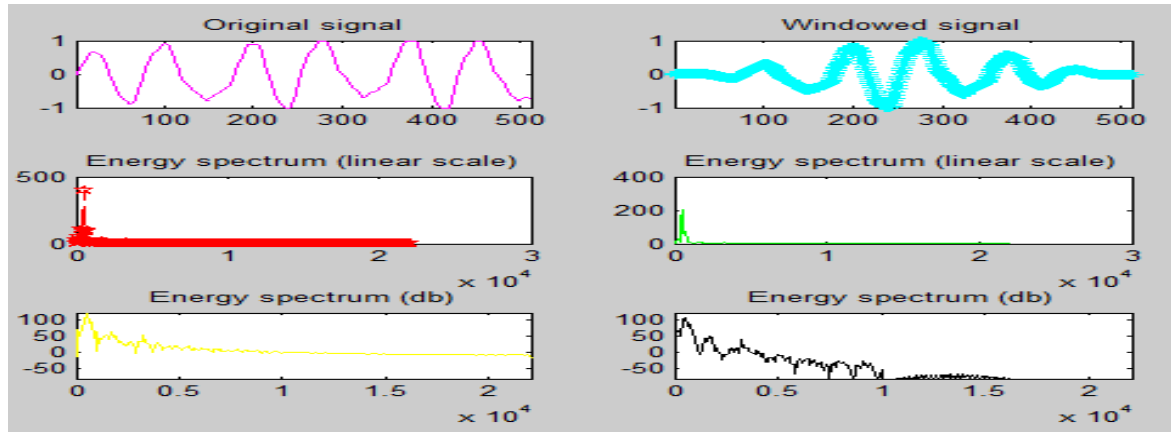 Original signal
1
0
-1
100 200 300 400 500
Windowed signal
1
0
-1
100 200 300 400 500
Energy spectrum (linear scale)
500
0
0 1 2 3
x 10^4
Energy spectrum (linear scale)
400
200
0
0 1 2 3
x 10^4
Energy spectrum (db)
100
50
0
-50
0 0.5 1 1.5 2
x 10^4
Energy spectrum (db)
100
50
0
-50
0 0.5 1 1.5 2
x 10^4